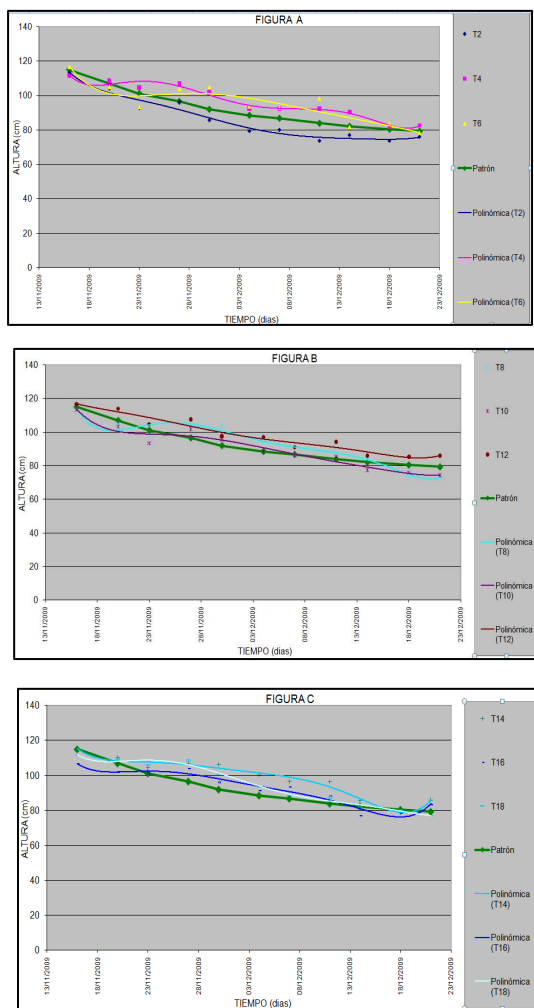 FIGURA A
ALTURA (cm)
140
120
100
80
60
40
20
0
13/11/2009
18/11/2009
23/11/2009
28/11/2009
03/12/2009
08/12/2009
13/12/2009
18/12/2009
23/12/2009
TIEMPO (dias)
T2
T4
T6
Patrón
Polinómica (T2)
Polinómica (T4)
Polinómica (T6)
FIGURA B
ALTURA (cm)
140
120
100
80
60
40
20
0
13/11/2009
18/11/2009
23/11/2009
28/11/2009
03/12/2009
08/12/2009
13/12/2009
18/12/2009
23/12/2009
TIEMPO (dias)
T8
T10
T12
Patrón
Polinómica
(T8)
Polinómica
(T10)
Polinómica
(T12)
FIGURA C
ALTURA (cm)
140
120
100
80
60
40
20
0
13/11/2009
18/11/2009
23/11/2009
28/11/2009
03/12/2009
08/12/2009
13/12/2009
18/12/2009
23/12/2009
TIEMPO (dias)
T14
T16
T18
Patrón
Polinómica
(T14)
Polinómica
(T16)
Polinómica
(T18)